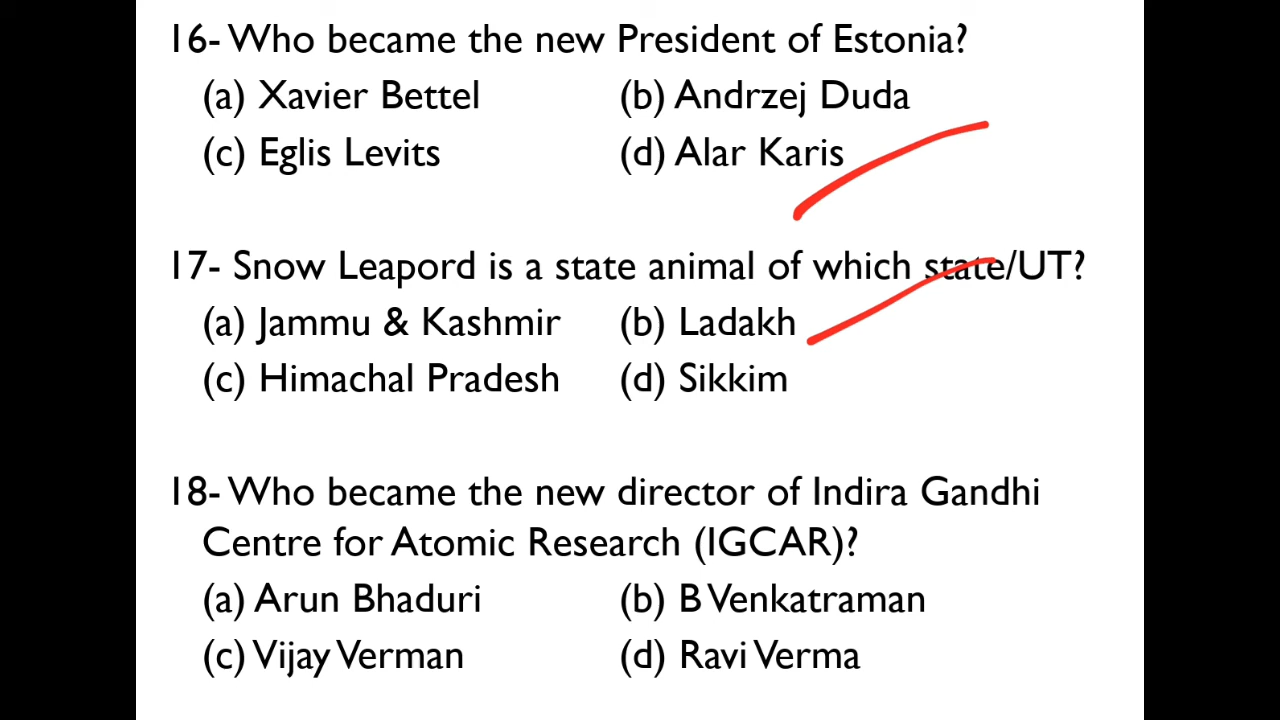 16- Who became the new President of Estonia?
(a) Xavier Bettel (b) Andrzej Duda
(c) Eglis Levits (d) Alar Karis
17- Snow Leapord is a state animal of which state/UT?
(a) Jammu & Kashmir (b) Ladakh
(c) Himachal Pradesh (d) Sikkim
18- Who became the new director of Indira Gandhi
Centre for Atomic Research (IGCAR)?
(a) Arun Bhaduri (b) B Venkatraman
(c) Vijay Verman (d) Ravi Verma